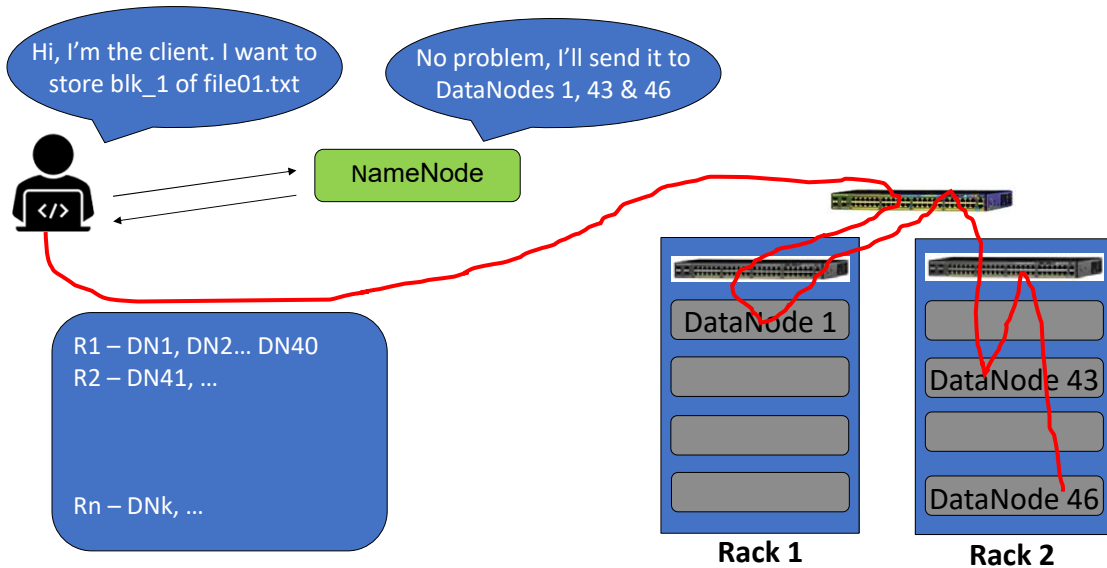 Hi, I’m the client. I want to
store blk_1 of file01.txt
No problem, I’ll send it to
DataNodes 1, 43 & 46
NameNode
</>
R1 – DN1, DN2… DN40
R2 – DN41, …
Rn – DNk, …
DataNode 1
Rack 1
DataNode 43
DataNode 46
Rack 2